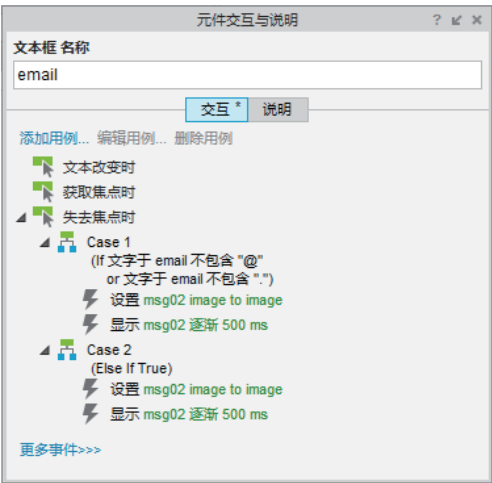 元件交互与说明
文本框 名称
email
交互 * 说明
添加用例... 编辑用例... 删除用例
文本改变时
获取焦点时
失去焦点时
Case 1
(If 文字于 email 不包含 "@"
or 文字于 email 不包含 ".")
设置 msg02 image to image
显示 msg02 逐渐 500 ms
Case 2
(Else If True)
设置 msg02 image to image
显示 msg02 逐渐 500 ms
更多事件>>>